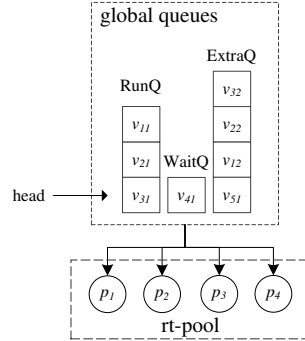 global queues
ExtraQ
RunQ
v32
v11
v22
v21
WaitQ
v12
head
v31
v41
v51
p1
p2
p3
p4
rt-pool